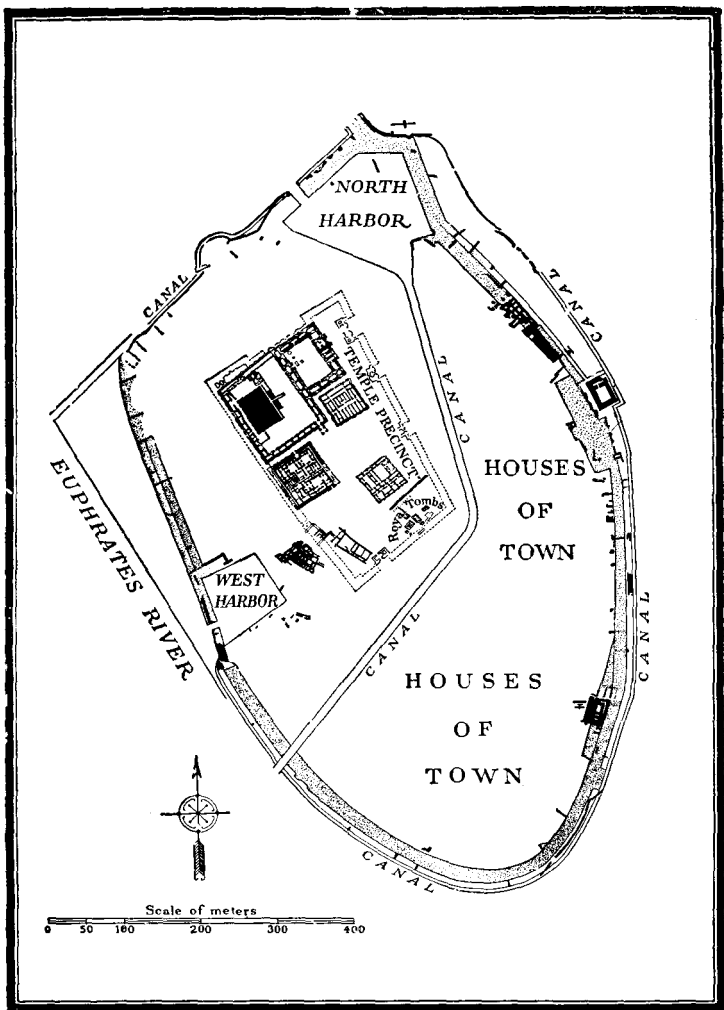 NORTH
HARBOR
CANAL
CANAL
TEMPLE PRECINCT
CANAL
HOUSES
OF
TOWN
Royal Tombs
EUPHRATES RIVER
WEST
HARBOR
CANAL
CANAL
HOUSES
OF
TOWN
CANAL
Scale of meters
0 50 100 200 300 400